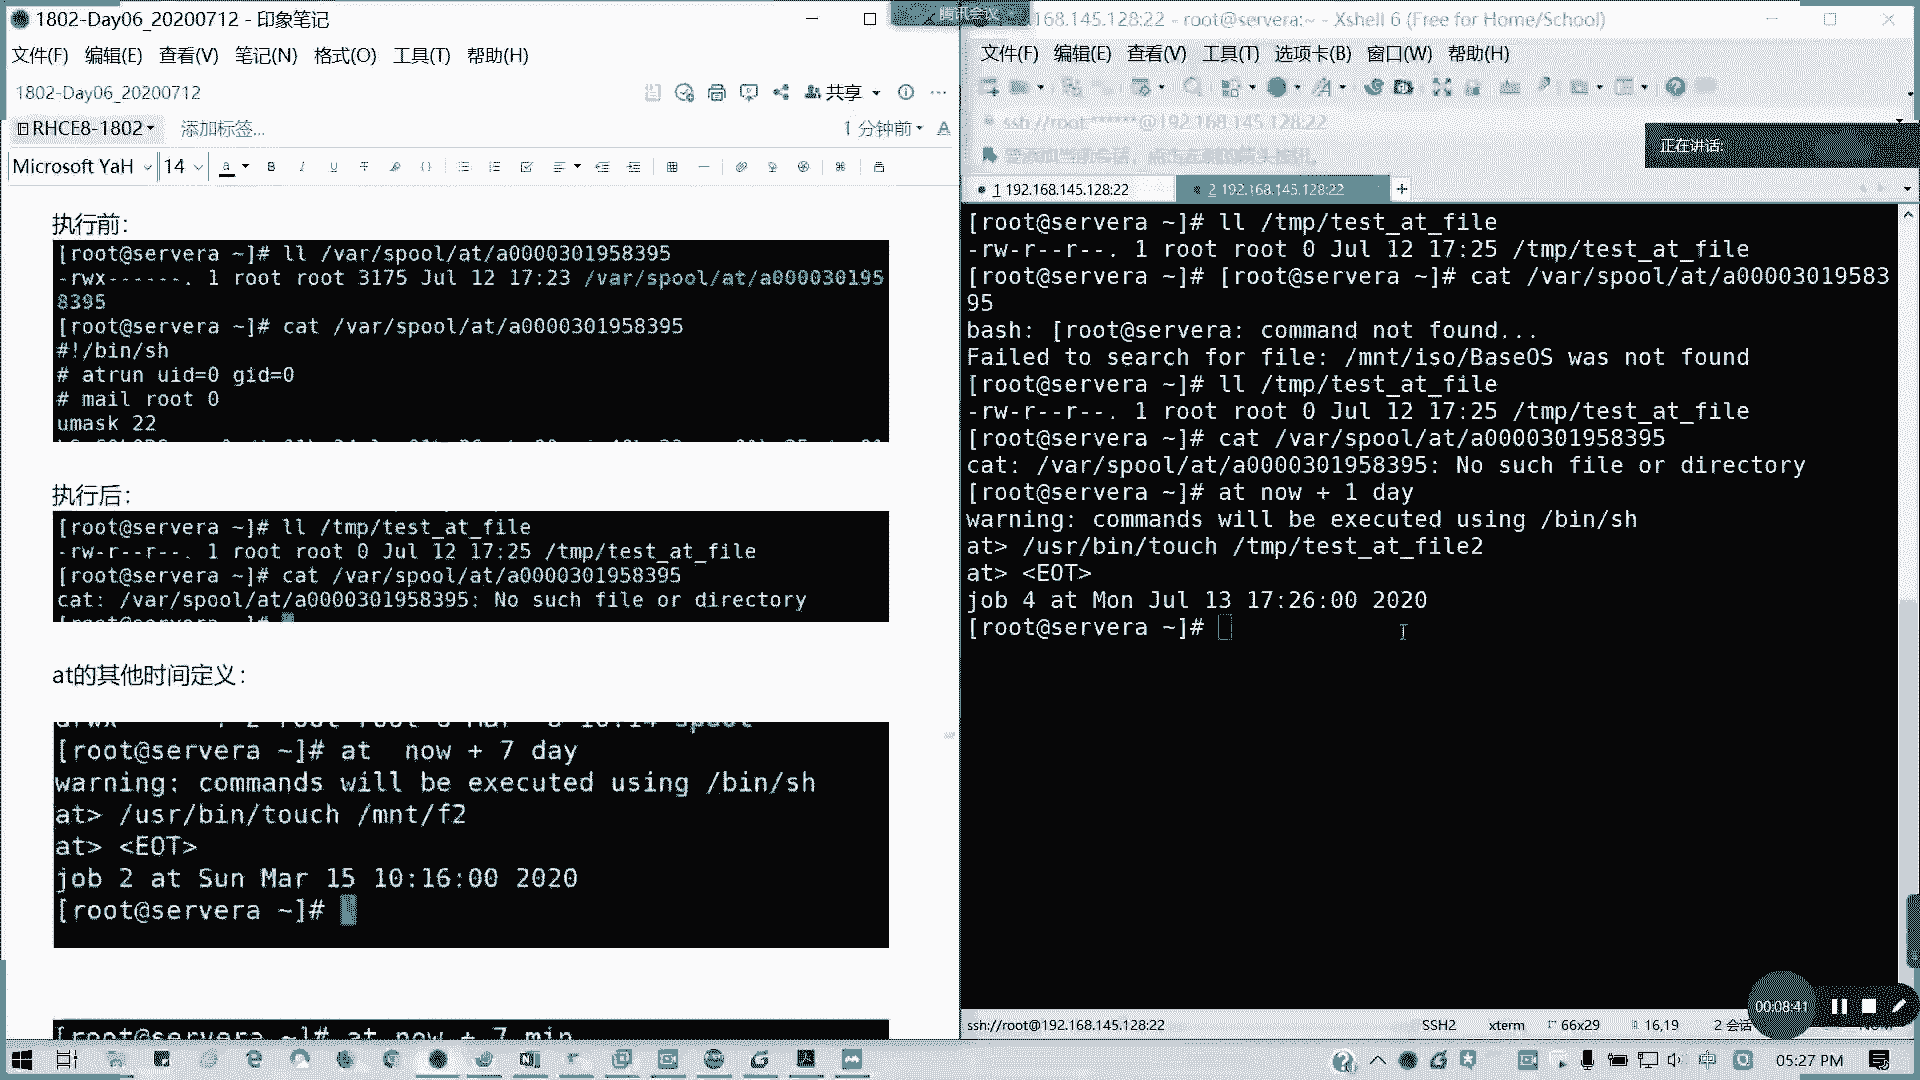 1802-Day06_20200712 - 印象笔记
文件(F) 编辑(E) 查看(V) 笔记(N) 格式(O) 工具(T) 帮助(H)
1802-Day06_20200712
共享
RHCE8-1802 添加标签...
1 分钟前
Microsoft YaH 14
执行前：
[root@servera ~]# ll /var/spool/at/a0000301958395
-rwx------. 1 root root 3175 Jul 12 17:23 /var/spool/at/a000030195
8395
[root@servera ~]# cat /var/spool/at/a0000301958395
#!/bin/sh
# atrun uid=0 gid=0
# mail root 0
umask 22
执行后：
[root@servera ~]# ll /tmp/test_at_file
-rw-r--r--. 1 root root 0 Jul 12 17:25 /tmp/test_at_file
[root@servera ~]# cat /var/spool/at/a0000301958395
cat: /var/spool/at/a0000301958395: No such file or directory
at的其他时间定义：
[root@servera ~]# at  now + 7 day
warning: commands will be executed using /bin/sh
at> /usr/bin/touch /mnt/f2
at> <EOT>
job 2 at Sun Mar 15 10:16:00 2020
[root@servera ~]#
[root@servera ~]# at now + 7 min
腾讯会议
168.145.128:22 - root@servera:~ - Xshell 6 (Free for Home/School)
文件(F) 编辑(E) 查看(V) 工具(T) 选项卡(B) 窗口(W) 帮助(H)
ssh://root:******@192.168.145.128:22
正在讲话:
1 192.168.145.128:22
2 192.168.145.128:22
[root@servera ~]# ll /tmp/test_at_file
-rw-r--r--. 1 root root 0 Jul 12 17:25 /tmp/test_at_file
[root@servera ~]# [root@servera ~]# cat /var/spool/at/a00003019583
95
bash: [root@servera: command not found...
Failed to search for file: /mnt/iso/BaseOS was not found
[root@servera ~]# ll /tmp/test_at_file
-rw-r--r--. 1 root root 0 Jul 12 17:25 /tmp/test_at_file
[root@servera ~]# cat /var/spool/at/a0000301958395
cat: /var/spool/at/a0000301958395: No such file or directory
[root@servera ~]# at now + 1 day
warning: commands will be executed using /bin/sh
at> /usr/bin/touch /tmp/test_at_file2
at> <EOT>
job 4 at Mon Jul 13 17:26:00 2020
[root@servera ~]#
00:08:41
ssh://root@192.168.145.128:22 SSH2 xterm 66x29 16,19 2 会话
05:27 PM